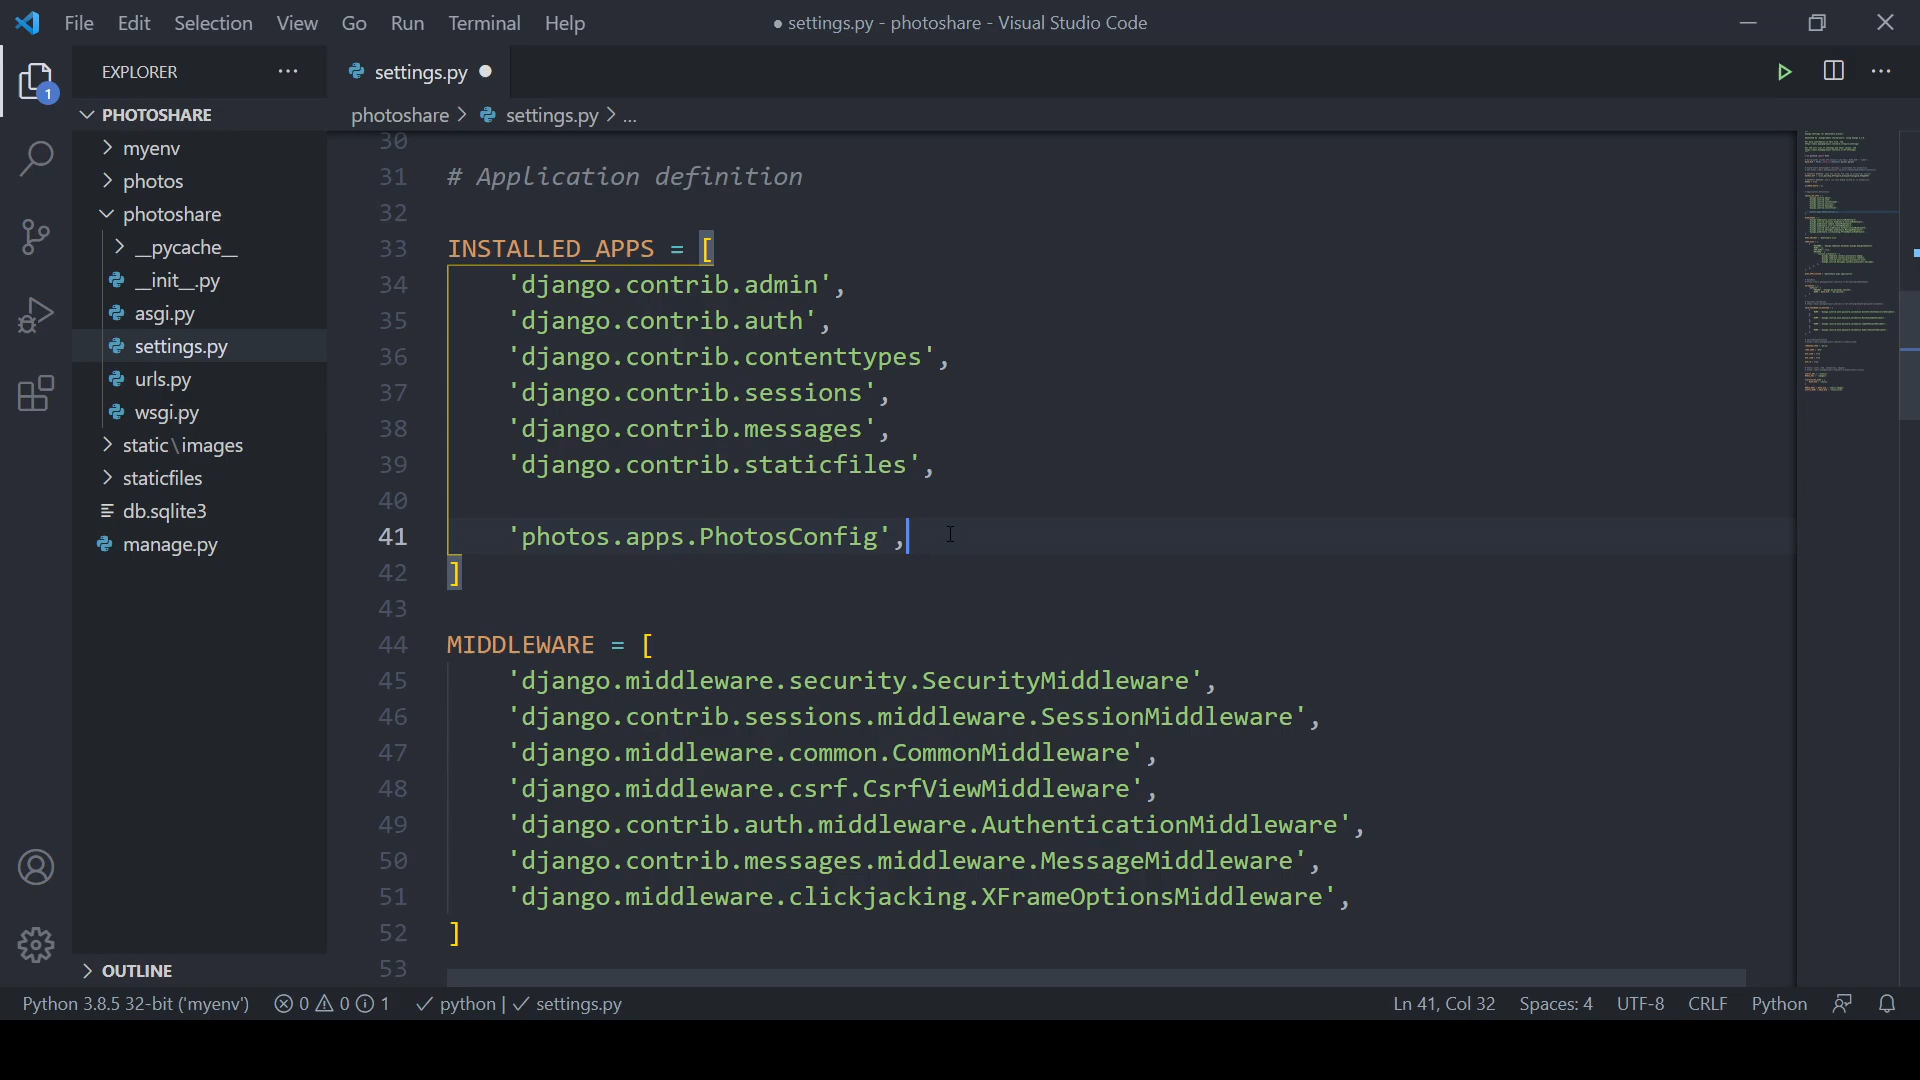 File Edit Selection View Go Run Terminal Help
● settings.py - photoshare - Visual Studio Code
EXPLORER ···
1
PHOTOSHARE
myenv
photos
photoshare
__pycache__
__init__.py
asgi.py
settings.py
urls.py
wsgi.py
static\images
staticfiles
db.sqlite3
manage.py
OUTLINE
settings.py ●
photoshare > settings.py > ...
30
31 # Application definition
32
33 INSTALLED_APPS = [
34 'django.contrib.admin',
35 'django.contrib.auth',
36 'django.contrib.contenttypes',
37 'django.contrib.sessions',
38 'django.contrib.messages',
39 'django.contrib.staticfiles',
40
41 'photos.apps.PhotosConfig',
42 ]
43
44 MIDDLEWARE = [
45 'django.middleware.security.SecurityMiddleware',
46 'django.contrib.sessions.middleware.SessionMiddleware',
47 'django.middleware.common.CommonMiddleware',
48 'django.middleware.csrf.CsrfViewMiddleware',
49 'django.contrib.auth.middleware.AuthenticationMiddleware',
50 'django.contrib.messages.middleware.MessageMiddleware',
51 'django.middleware.clickjacking.XFrameOptionsMiddleware',
52 ]
53
Python 3.8.5 32-bit ('myenv') 0 0 1 ✓ python | ✓ settings.py Ln 41, Col 32 Spaces: 4 UTF-8 CRLF Python